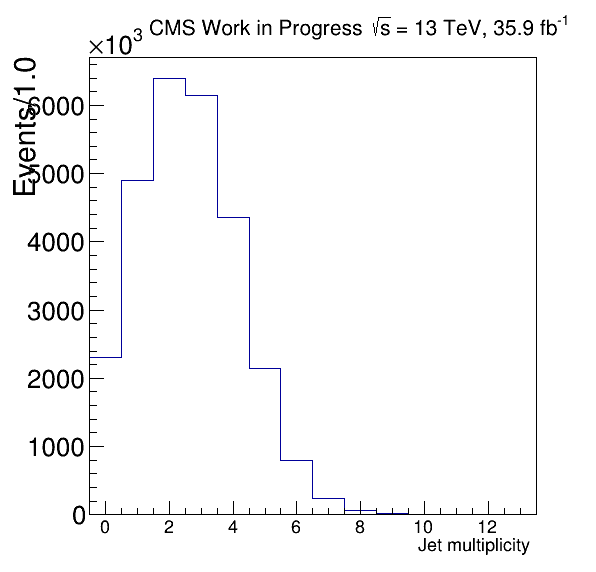 ×10³ CMS Work in Progress √s = 13 TeV, 35.9 fb⁻¹
Events/1.0
6000
5000
4000
3000
2000
1000
0
0 2 4 6 8 10 12
Jet multiplicity